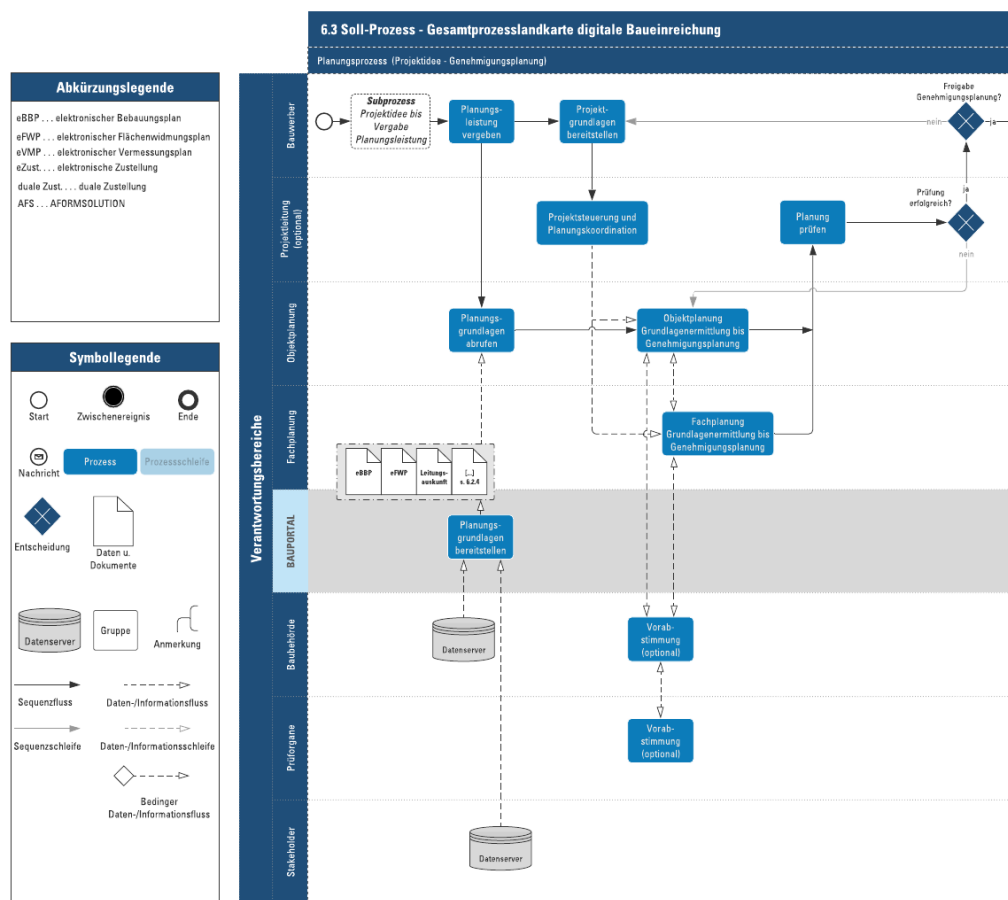 6.3 Soll-Prozess - Gesamtprozesslandkarte digitale Baueinreichung
Planungsprozess (Projektidee - Genehmigungsplanung)
Abkürzungslegende
eBBP ... elektronischer Bebauungsplan
eFWP ... elektronischer Flächenwidmungsplan
eVMP ... elektronischer Vermessungsplan
eZust. ... elektronische Zustellung
duale Zust. ... duale Zustellung
AFS ... AFORMSOLUTION
Symbollegende
Start
Zwischenereignis
Ende
Nachricht
Prozess
Prozessschleife
Entscheidung
Daten u.
Dokumente
Datenserver
Gruppe
Anmerkung
Sequenzfluss
Daten-/Informationsfluss
Sequenzschleife
Daten-/Informationsschleife
Bedinger
Daten-/Informationsfluss
Verantwortungsbereiche
Bauwerber
Subprozess
Projektidee bis
Vergabe
Planungsleistung
Planungs-
leistung
vergeben
Projekt-
grundlagen
bereitstellen
Freigabe
Genehmigungsplanung?
nein
ja
Projektleitung
(optional)
Projektsteuerung und
Planungskoordination
Planung
prüfen
Prüfung
erfolgreich?
ja
nein
Objektplanung
Planungs-
grundlagen
abrufen
Objektplanung
Grundlagenermittlung bis
Genehmigungsplanung
Fachplanung
Fachplanung
Grundlagenermittlung bis
Genehmigungsplanung
eBBP
eFWP
Leitungs-
auskunft
[...]
s. 6.2.4
BAUPORTAL
Planungs-
grundlagen
bereitstellen
Baubehörde
Datenserver
Vorab-
stimmung
(optional)
Prüforgane
Vorab-
stimmung
(optional)
Stakeholder
Datenserver